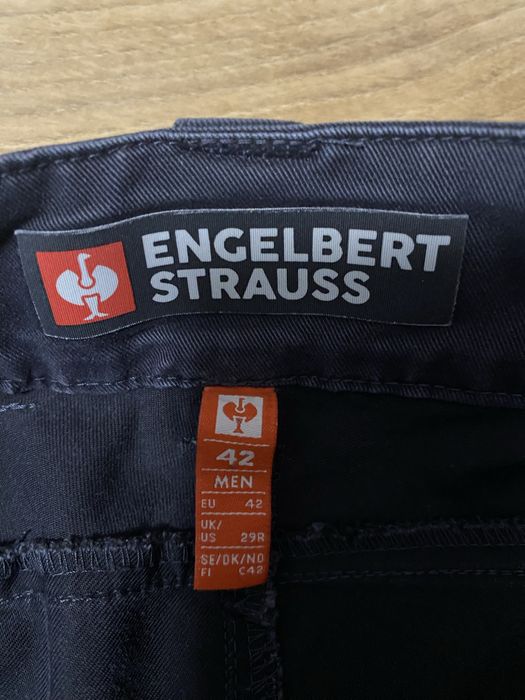 ENGELBERT
STRAUSS
42
MEN
EU 42
UK/
US 29R
SE/DK/NO
FI C42